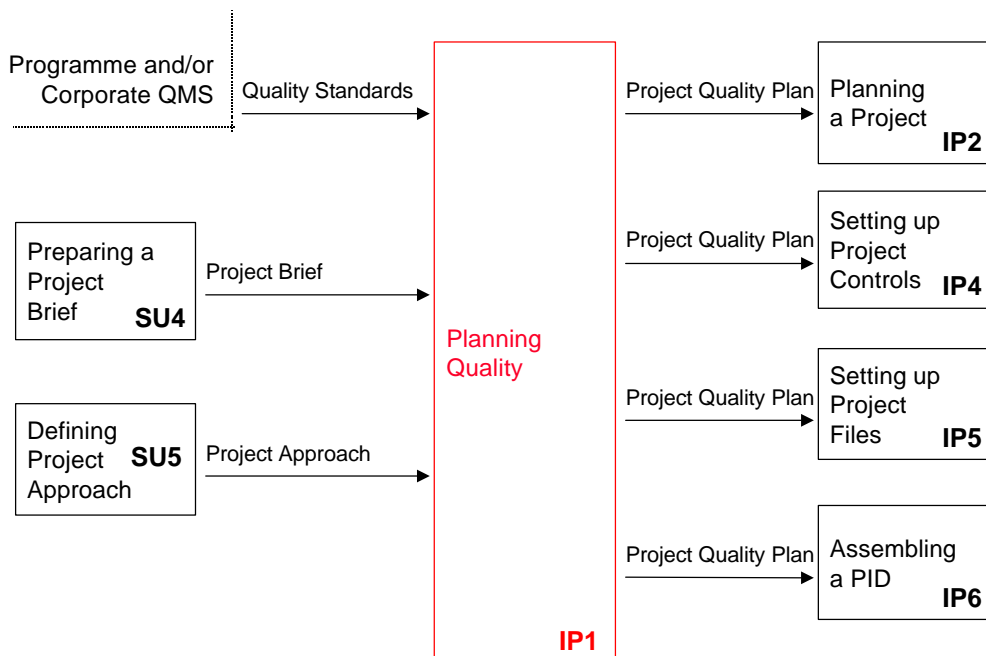 Programme and/or
Corporate QMS
Quality Standards
Preparing a
Project
Brief
SU4
Project Brief
Defining
Project
Approach
SU5
Project Approach
Planning
Quality
IP1
Project Quality Plan
Planning
a Project
IP2
Project Quality Plan
Setting up
Project
Controls
IP4
Project Quality Plan
Setting up
Project
Files
IP5
Project Quality Plan
Assembling
a PID
IP6